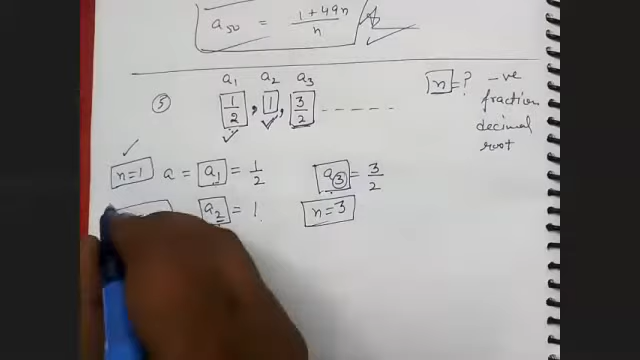 a50 = 1+49n/n
a1 a2 a3
⑤ 1/2, 1, 3/2 - - - - - -
n=? -ve
fraction
decimal
root
n=1 a = a1 = 1/2 a3 = 3/2
a2 = 1 n=3